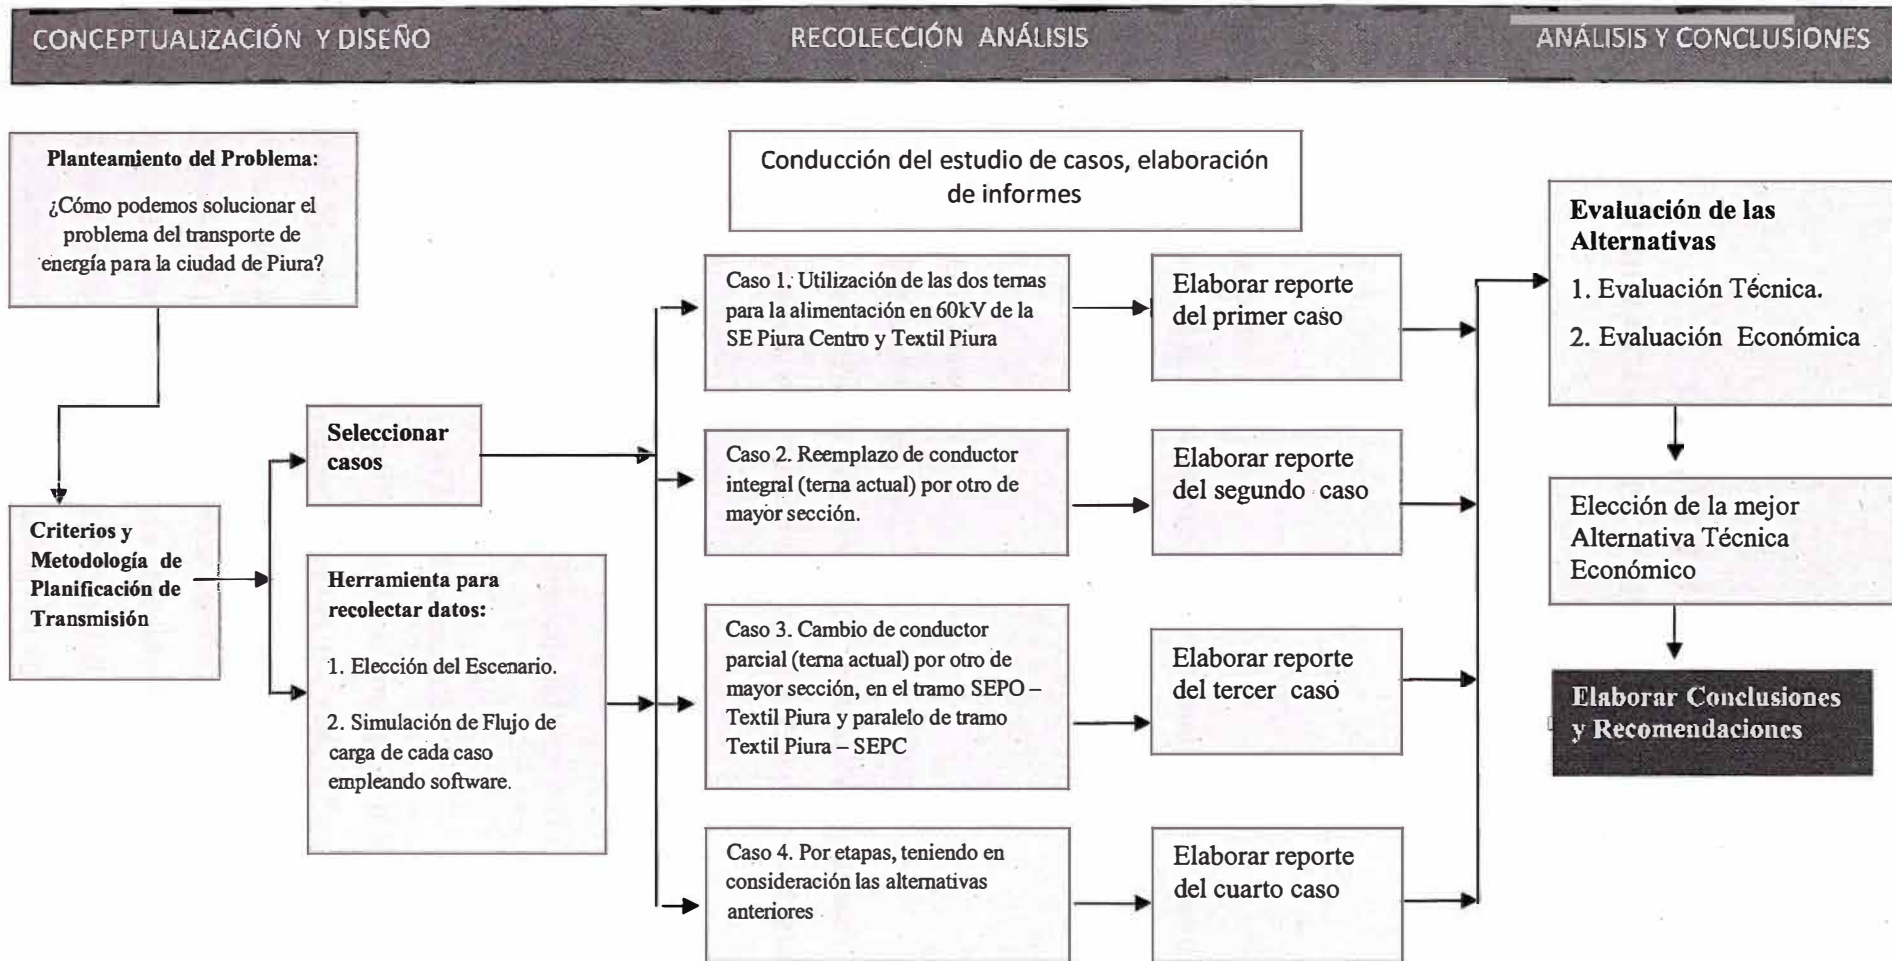 CONCEPTUALIZACIÓN Y DISEÑO
RECOLECCIÓN ANÁLISIS
ANÁLISIS Y CONCLUSIONES
Planteamiento del Problema:
¿Cómo podemos solucionar el
problema del transporte de
energía para la ciudad de Piura?
Criterios y
Metodología de
Planificación de
Transmisión
Seleccionar
casos
Herramienta para
recolectar datos:
1. Elección del Escenario.
2. Simulación de Flujo de
carga de cada caso
empleando software.
Conducción del estudio de casos, elaboración
de informes
Caso 1. Utilización de las dos ternas
para la alimentación en 60kV de la
SE Piura Centro y Textil Piura
Elaborar reporte
del primer caso
Caso 2. Reemplazo de conductor
integral (terna actual) por otro de
mayor sección.
Elaborar reporte
del segundo caso
Caso 3. Cambio de conductor
parcial (terna actual) por otro de
mayor sección, en el tramo SEPO –
Textil Piura y paralelo de tramo
Textil Piura – SEPC
Elaborar reporte
del tercer caso
Caso 4. Por etapas, teniendo en
consideración las alternativas
anteriores
Elaborar reporte
del cuarto caso
Evaluación de las
Alternativas
1. Evaluación Técnica.
2. Evaluación Económica
Elección de la mejor
Alternativa Técnica
Económico
Elaborar Conclusiones
y Recomendaciones